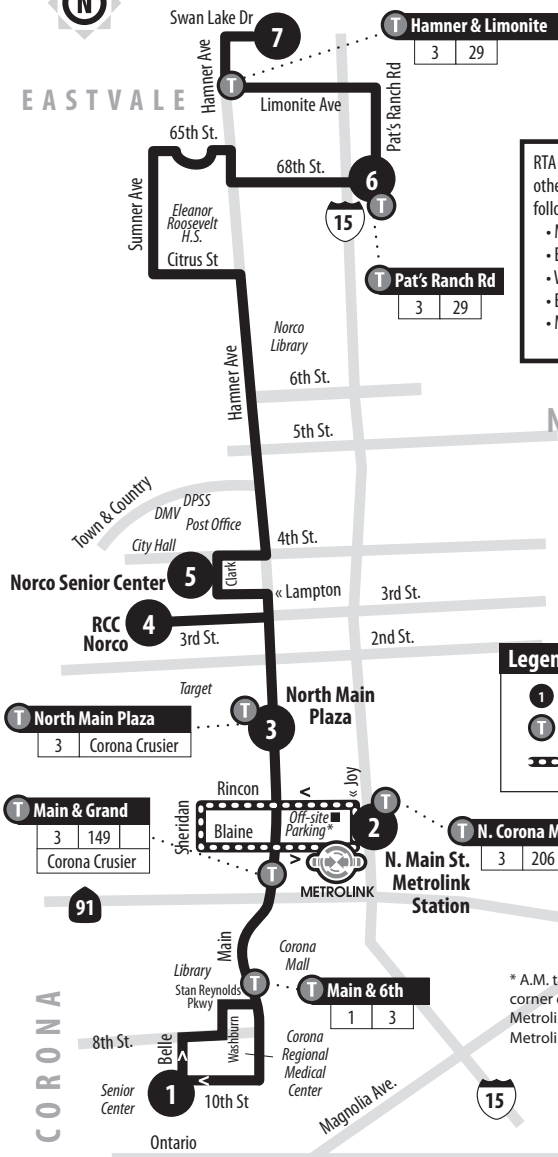 N
Swan Lake Dr
7
T Hamner & Limonite
3 29
Hamner Ave
T
EASTVALE
Limonite Ave
Pat's Ranch Rd
65th St.
68th St.
6
T
15
RTA
othe
follo
• M
• E
• V
• E
• M
Sumner Ave
Eleanor
Roosevelt
H.S.
Citrus St
T Pat's Ranch Rd
3 29
Norco
Library
Hamner Ave
6th St.
5th St.
N
Town & Country
DPSS
DMV
Post Office
City Hall
4th St.
Norco Senior Center
5
Clark
« Lampton
3rd St.
RCC
Norco
4
3rd St.
2nd St.
Legen
1
T
Target
T North Main Plaza
3 Corona Crusier
T
3
North Main
Plaza
Rincon
« Joy
T Main & Grand
3 149
Corona Crusier
Sheridan
Blaine
Off-site
Parking*
2
T
T N. Corona M
3 206
METROLINK
N. Main St.
Metrolink
Station
T
91
Main
Corona
Mall
Library
Stan Reynolds
Pkwy
T
T Main & 6th
1 3
* A.M. t
corner o
Metroli
Metroli
CORONA
8th St.
Belle
Washburn
Corona
Regional
Medical
Center
Senior
Center
1
10th St
Magnolia Ave.
15
Ontario